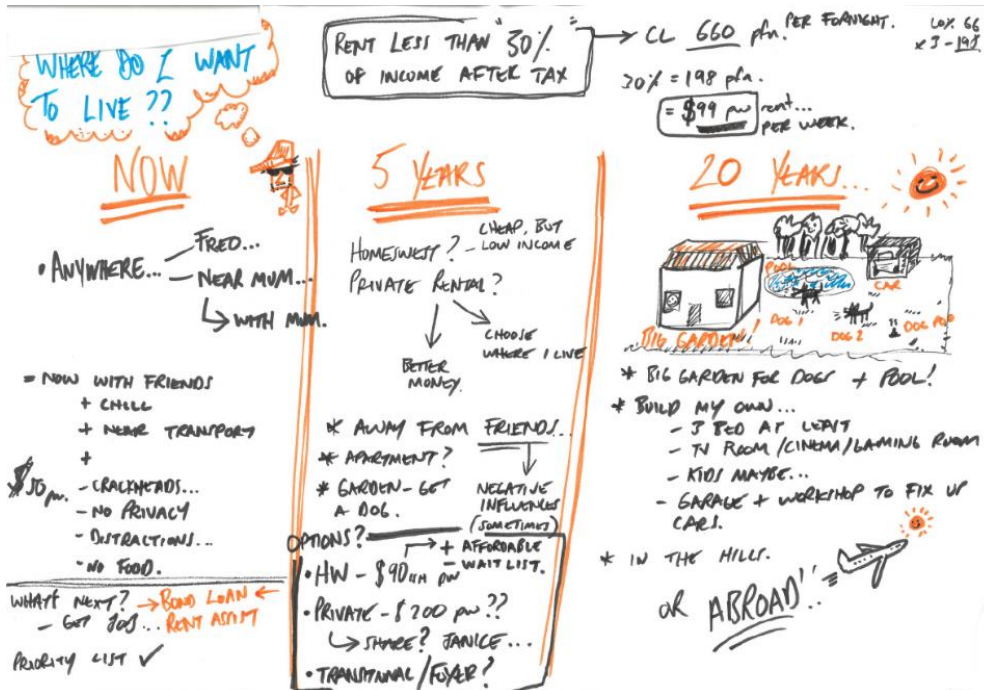 WHERE DO I WANT
TO LIVE??
RENT LESS THAN "30%"
OF INCOME AFTER TAX
CL 660 pfn. PER FORNIGHT.
30% = 198 pfn.
= $99 pw rent...
PER WEEK.
10% 66
x 3 - 198
NOW
• ANYWHERE...
FRED...
NEAR MUM...
WITH MUM.
= NOW WITH FRIENDS
+ CHILL
+ NEAR TRANSPORT
+
$50 pw.
- CRACKHEADS...
- NO PRIVACY
- DISTRACTIONS...
- NO FOOD.
WHAT'S NEXT? → BOND LOAN ←
- GET JOB... RENT ASSIST
PRIORITY LIST ✓
5 YEARS
HOMESWEST? - CHEAP, BUT
LOW INCOME
PRIVATE RENTAL?
BETTER
MONEY.
CHOOSE
WHERE I LIVE
* AWAY FROM FRIENDS...
* APARTMENT?
* GARDEN - GET
A DOG.
NEGATIVE
INFLUENCES
(SOMETIMES)
OPTIONS?
• HW - $90 pw
+ AFFORDABLE
- WAIT LIST.
• PRIVATE - $200 pw??
SHARE? JANICE...
• TRANSITIONAL/FOYER?
20 YEARS...
POOL
CAR
DOG 1
DOG 2
DOG POO
BIG GARDEN!
* BIG GARDEN FOR DOGS + POOL!
* BUILD MY OWN...
- 3 BED AT LEAST
- TV ROOM/CINEMA/GAMING ROOM
- KIDS MAYBE...
- GARAGE + WORKSHOP TO FIX UP
CARS.
* IN THE HILLS.
OR ABROAD!!